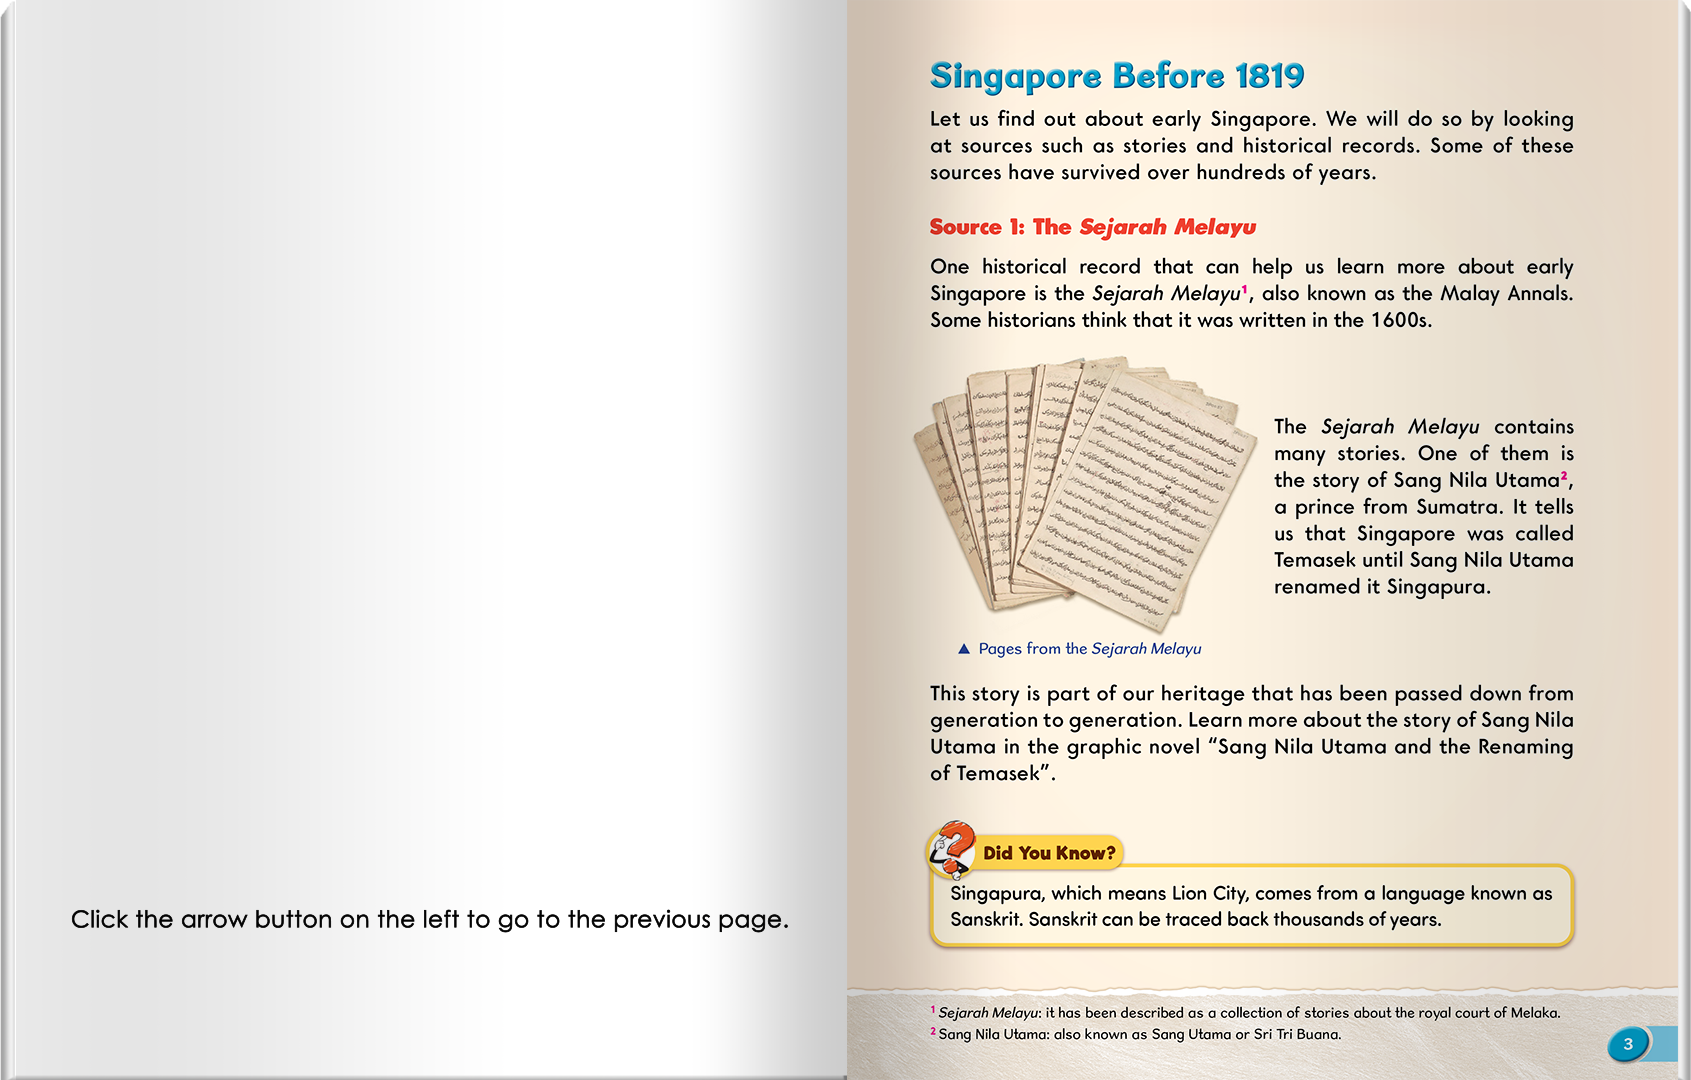 Click the arrow button on the left to go to the previous page.
Singapore Before 1819
Let us find out about early Singapore. We will do so by looking
at sources such as stories and historical records. Some of these
sources have survived over hundreds of years.
Source 1: The Sejarah Melayu
One historical record that can help us learn more about early
Singapore is the Sejarah Melayu¹, also known as the Malay Annals.
Some historians think that it was written in the 1600s.
The Sejarah Melayu contains
many stories. One of them is
the story of Sang Nila Utama²,
a prince from Sumatra. It tells
us that Singapore was called
Temasek until Sang Nila Utama
renamed it Singapura.
▲ Pages from the Sejarah Melayu
This story is part of our heritage that has been passed down from
generation to generation. Learn more about the story of Sang Nila
Utama in the graphic novel “Sang Nila Utama and the Renaming
of Temasek”.
Did You Know?
Singapura, which means Lion City, comes from a language known as
Sanskrit. Sanskrit can be traced back thousands of years.
¹ Sejarah Melayu: it has been described as a collection of stories about the royal court of Melaka.
² Sang Nila Utama: also known as Sang Utama or Sri Tri Buana.
3